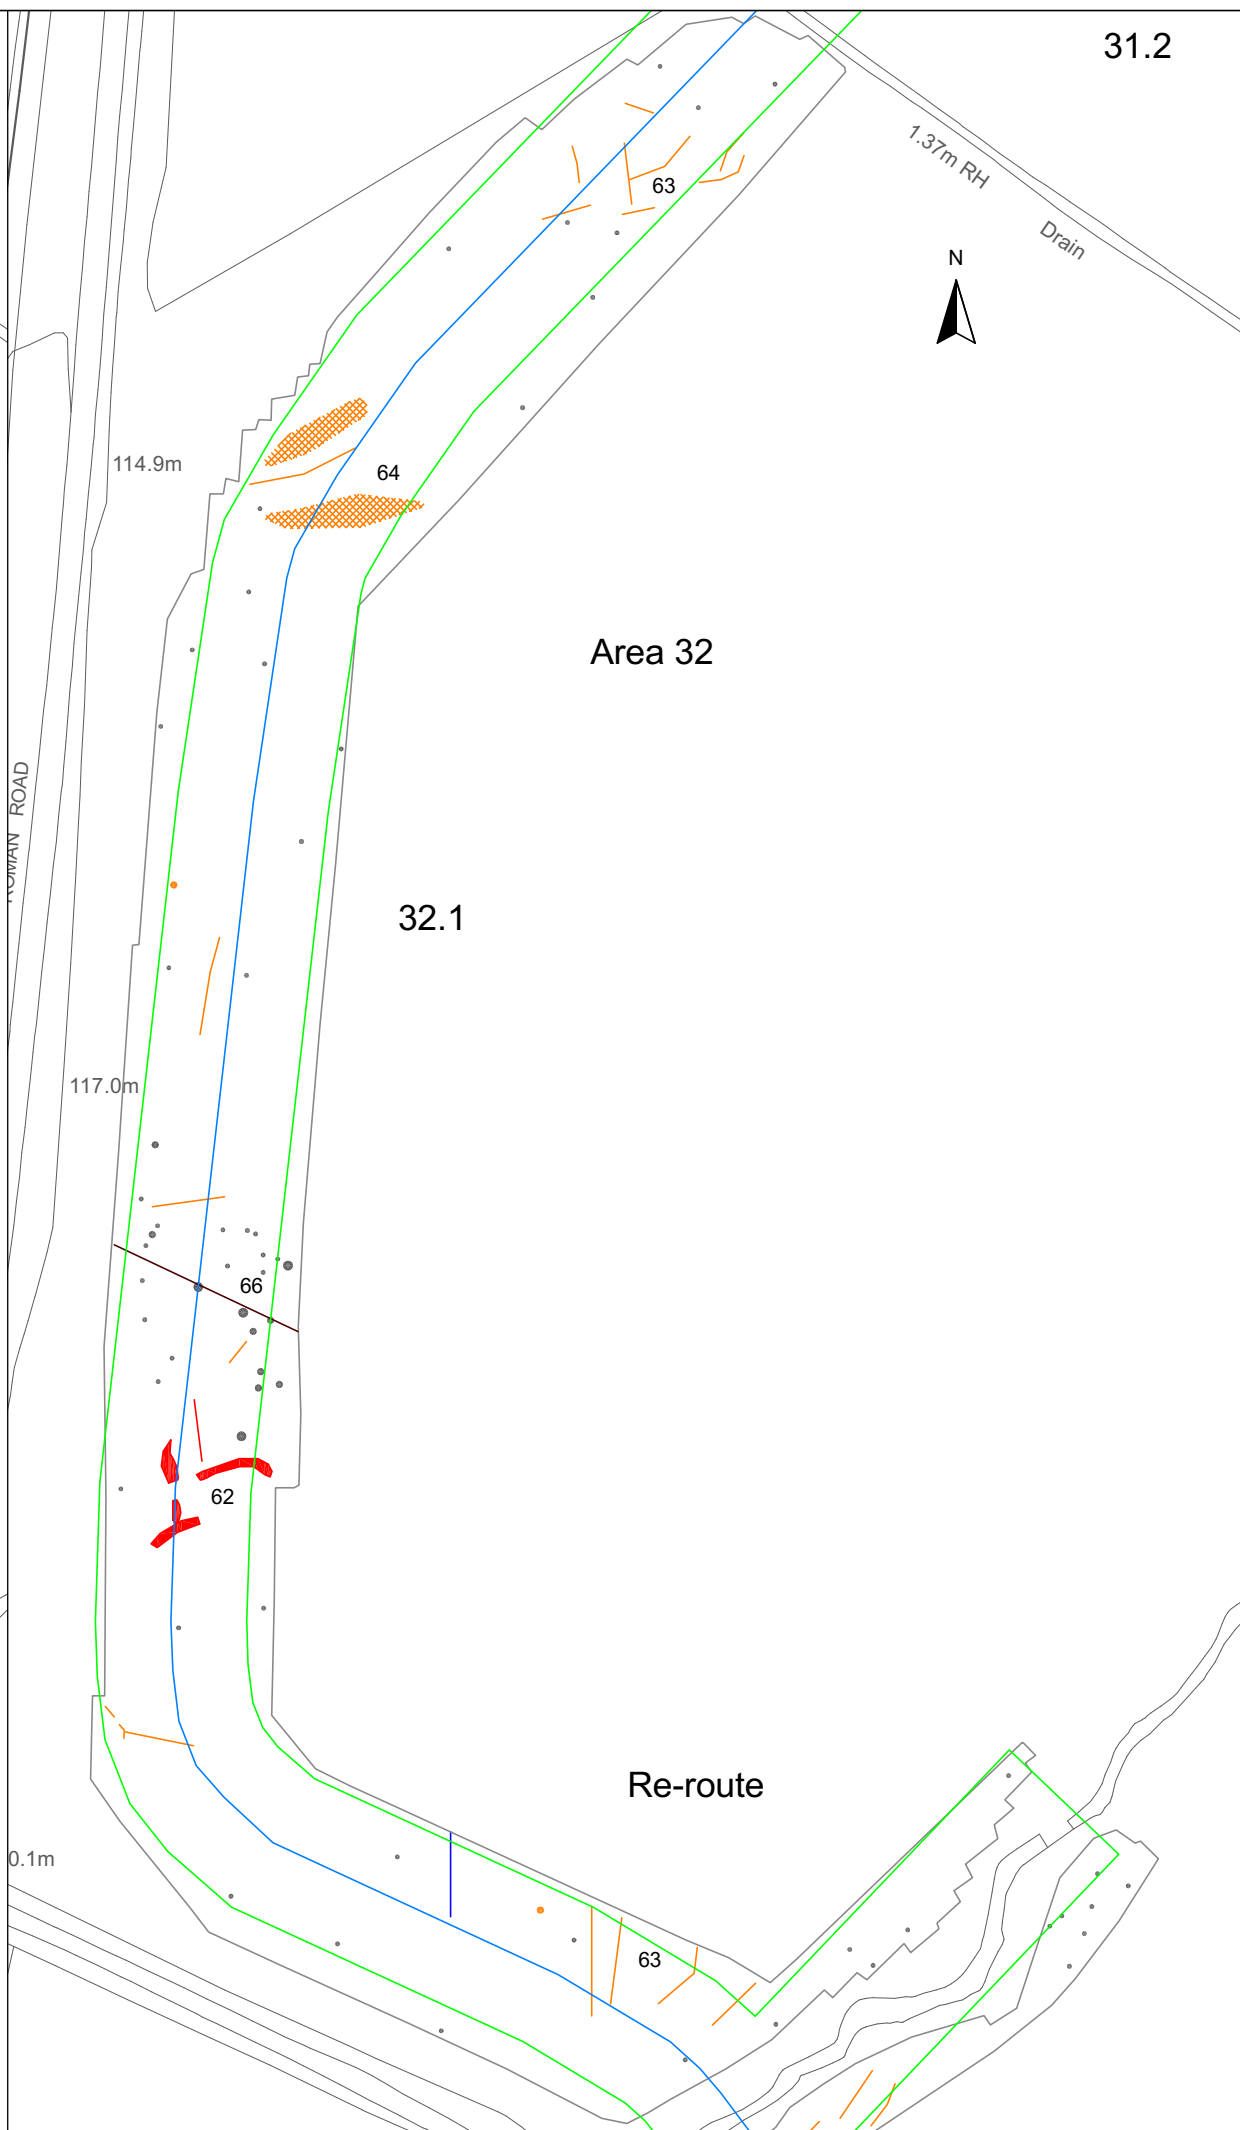 31.2
1.37m RH
Drain
63
N
114.9m
64
Area 32
ROMAN ROAD
32.1
117.0m
66
62
Re-route
0.1m
63